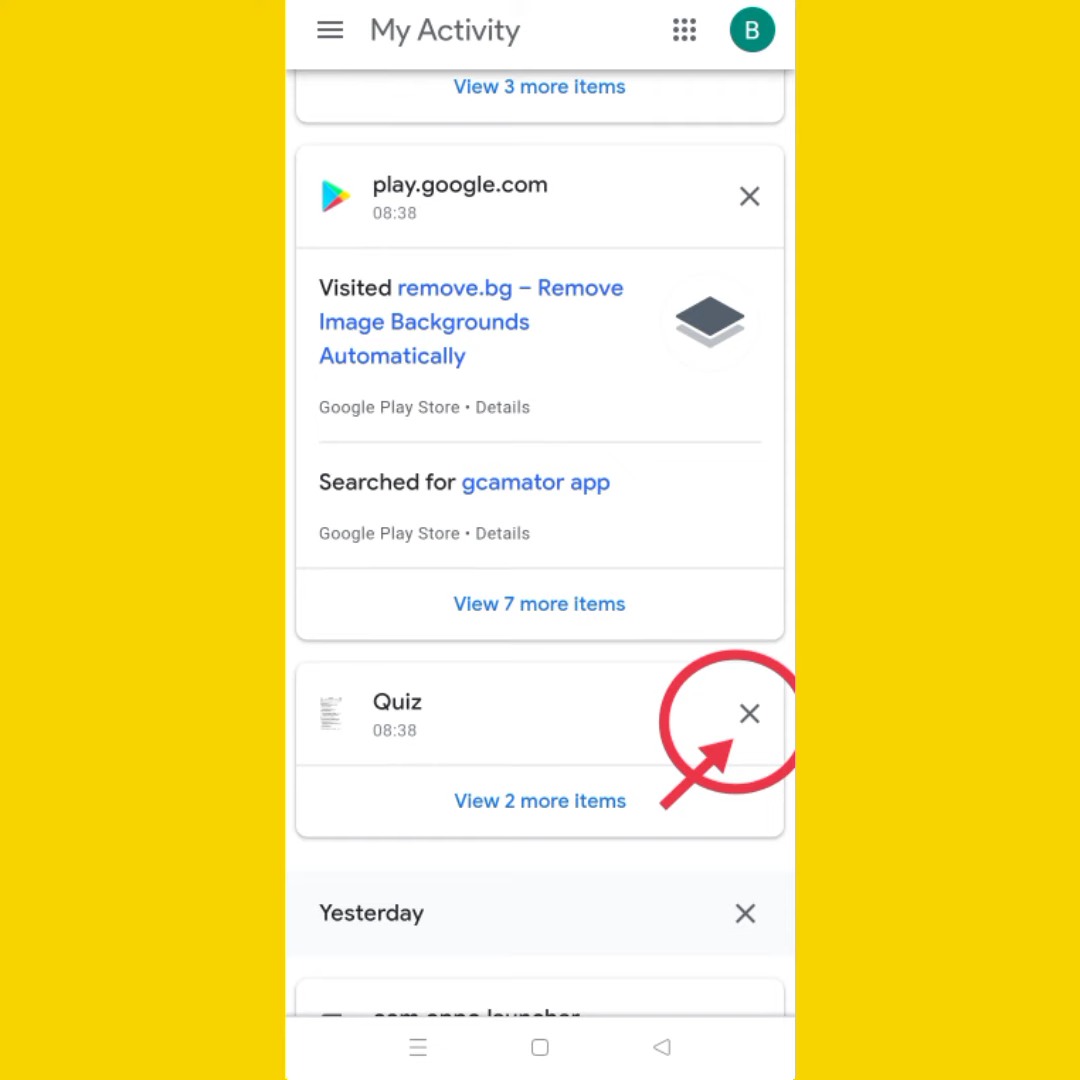 My Activity
B
View 3 more items
play.google.com
08:38
Visited remove.bg – Remove
Image Backgrounds
Automatically
Google Play Store • Details
Searched for gcamator app
Google Play Store • Details
View 7 more items
Quiz
08:38
View 2 more items
Yesterday